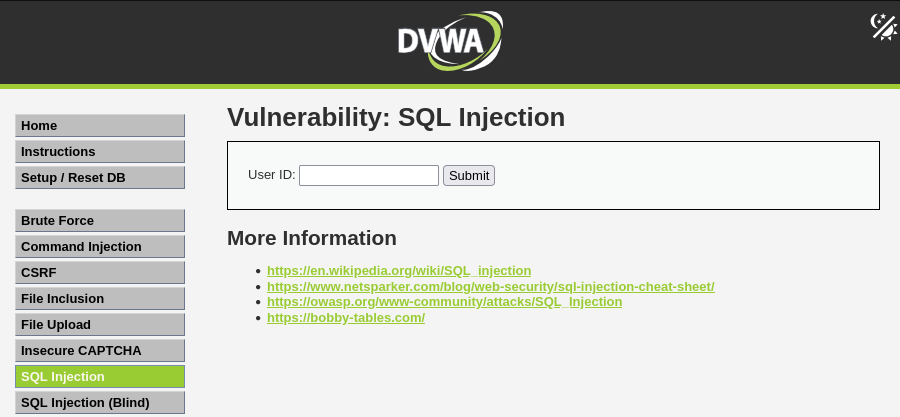 DVWA
Home
Instructions
Setup / Reset DB
Brute Force
Command Injection
CSRF
File Inclusion
File Upload
Insecure CAPTCHA
SQL Injection
SQL Injection (Blind)
Vulnerability: SQL Injection
User ID: Submit
More Information
https://en.wikipedia.org/wiki/SQL_injection
https://www.netsparker.com/blog/web-security/sql-injection-cheat-sheet/
https://owasp.org/www-community/attacks/SQL_Injection
https://bobby-tables.com/